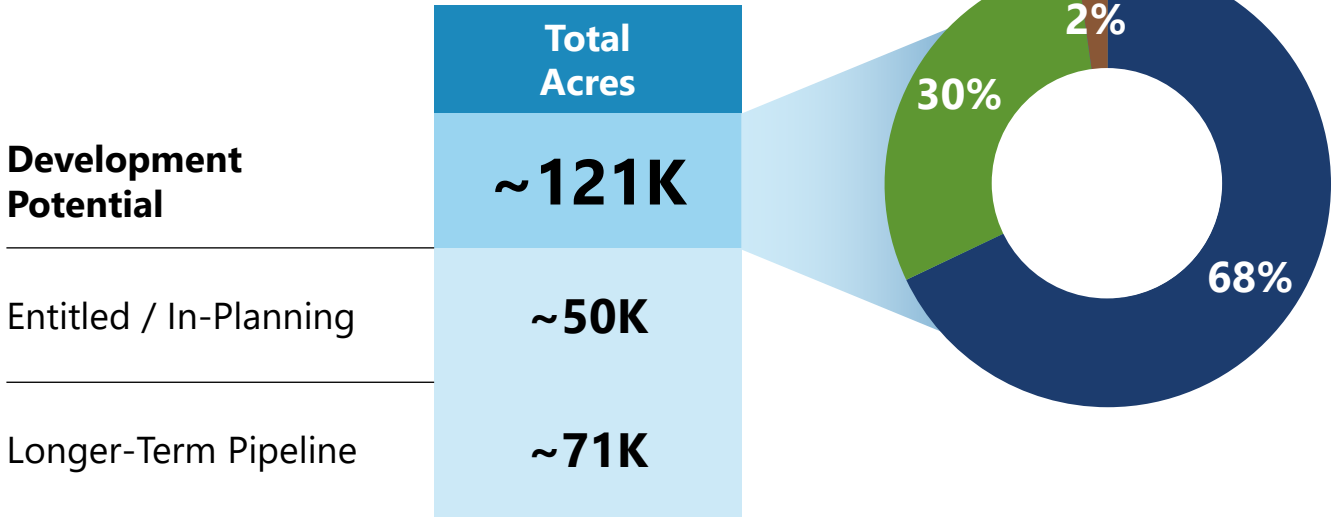 Total
Acres
Development
Potential
~121K
Entitled / In-Planning
~50K
Longer-Term Pipeline
~71K
2%
30%
68%